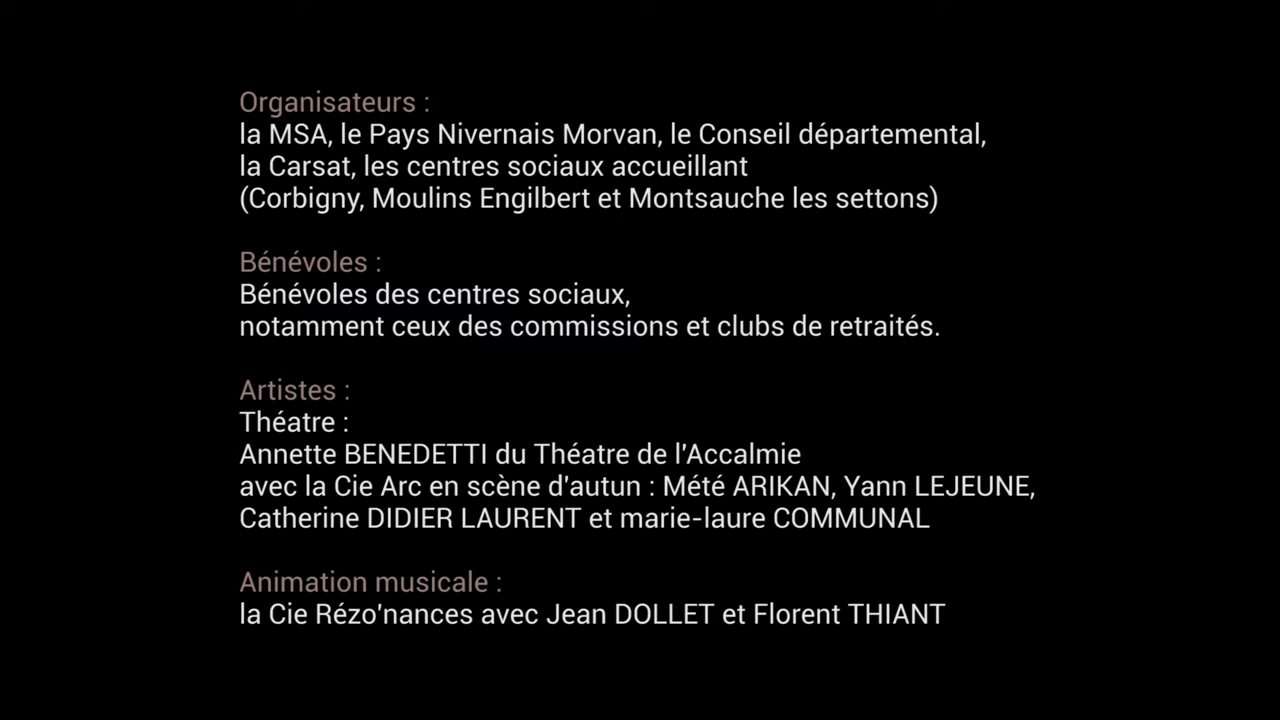 Organisateurs :
la MSA, le Pays Nivernais Morvan, le Conseil départemental,
la Carsat, les centres sociaux accueillant
(Corbigny, Moulins Engilbert et Montsauche les settons)
Bénévoles :
Bénévoles des centres sociaux,
notamment ceux des commissions et clubs de retraités.
Artistes :
Théatre :
Annette BENEDETTI du Théatre de l'Accalmie
avec la Cie Arc en scène d'autun : Mété ARIKAN, Yann LEJEUNE,
Catherine DIDIER LAURENT et marie-laure COMMUNAL
Animation musicale :
la Cie Rézo'nances avec Jean DOLLET et Florent THIANT